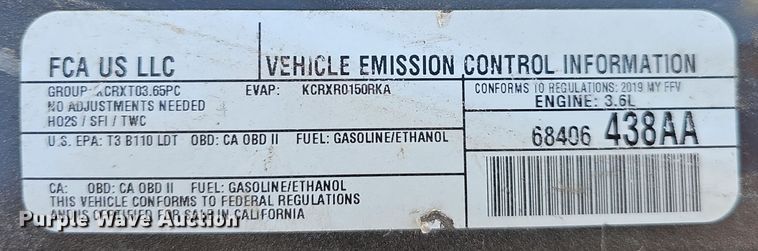 FCA US LLC
VEHICLE EMISSION CONTROL INFORMATION
GROUP: KCRXT03.65PC EVAP: KCRXR0150RKA
NO ADJUSTMENTS NEEDED
HO2S / SFI / TWC
CONFORMS TO REGULATIONS: 2019 MY FFV
ENGINE: 3.6L
U.S. EPA: T3 B110 LDT OBD: CA OBD II FUEL: GASOLINE/ETHANOL
68406 438AA
CA: OBD: CA OBD II FUEL: GASOLINE/ETHANOL
THIS VEHICLE CONFORMS TO FEDERAL REGULATIONS
AND IS CERTIFIED FOR SALE IN CALIFORNIA
Purple Wave Auction